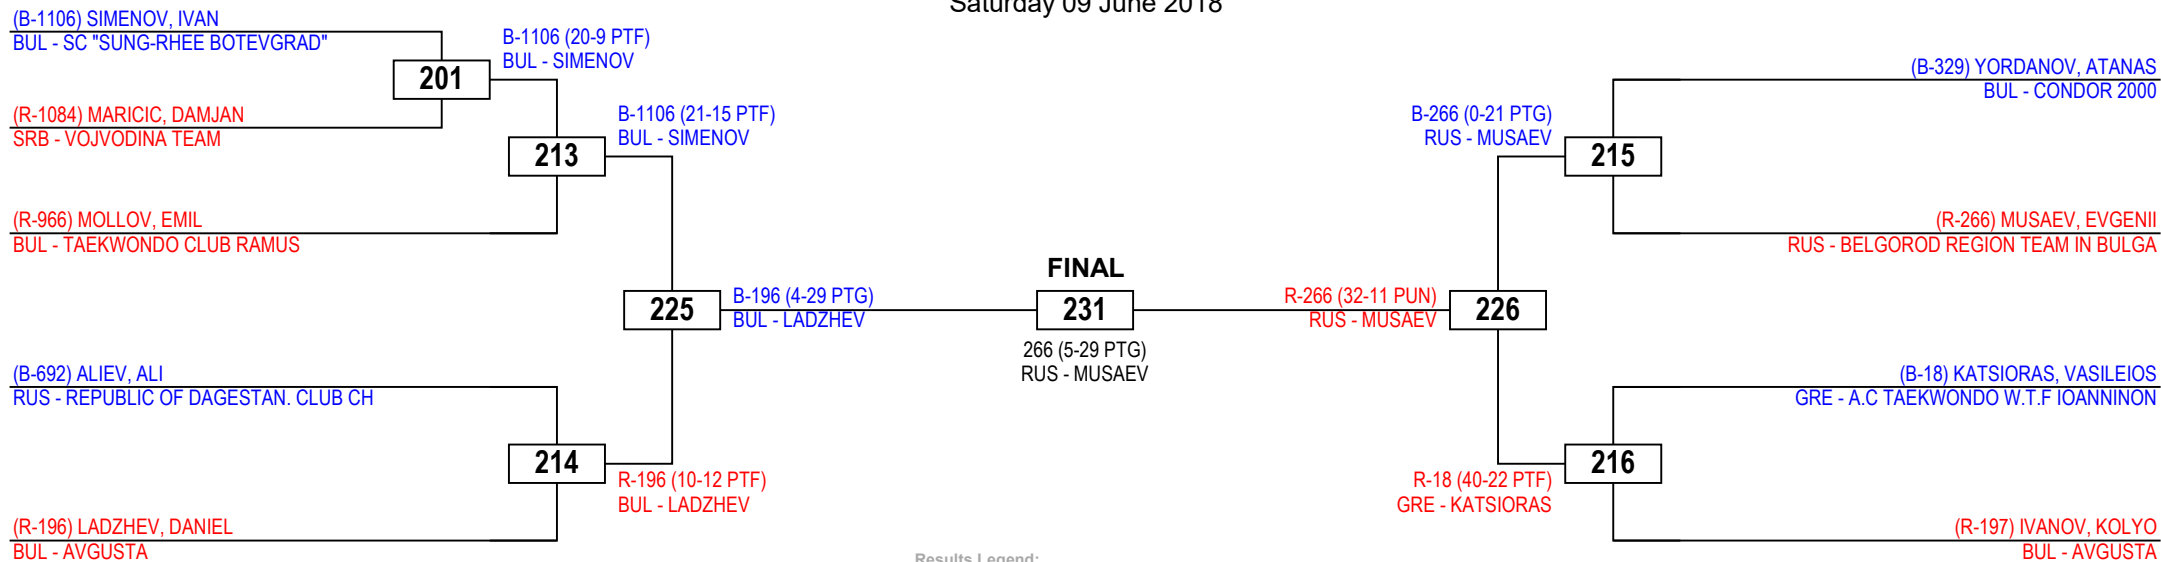 Saturday 09 June 2018
(B-1106) SIMENOV, IVAN
BUL - SC "SUNG-RHEE BOTEVGRAD"
201
(R-1084) MARICIC, DAMJAN
SRB - VOJVODINA TEAM
B-1106 (20-9 PTF)
BUL - SIMENOV
213
(R-966) MOLLOV, EMIL
BUL - TAEKWONDO CLUB RAMUS
B-1106 (21-15 PTF)
BUL - SIMENOV
225
(B-692) ALIEV, ALI
RUS - REPUBLIC OF DAGESTAN. CLUB CH
214
(R-196) LADZHEV, DANIEL
BUL - AVGUSTA
R-196 (10-12 PTF)
BUL - LADZHEV
B-196 (4-29 PTG)
BUL - LADZHEV
FINAL
231
266 (5-29 PTG)
RUS - MUSAEV
R-266 (32-11 PUN)
RUS - MUSAEV
226
B-266 (0-21 PTG)
RUS - MUSAEV
215
(B-329) YORDANOV, ATANAS
BUL - CONDOR 2000
(R-266) MUSAEV, EVGENII
RUS - BELGOROD REGION TEAM IN BULGA
R-18 (40-22 PTF)
GRE - KATSIORAS
216
(B-18) KATSIORAS, VASILEIOS
GRE - A.C TAEKWONDO W.T.F IOANNINON
(R-197) IVANOV, KOLYO
BUL - AVGUSTA
Results Legend: